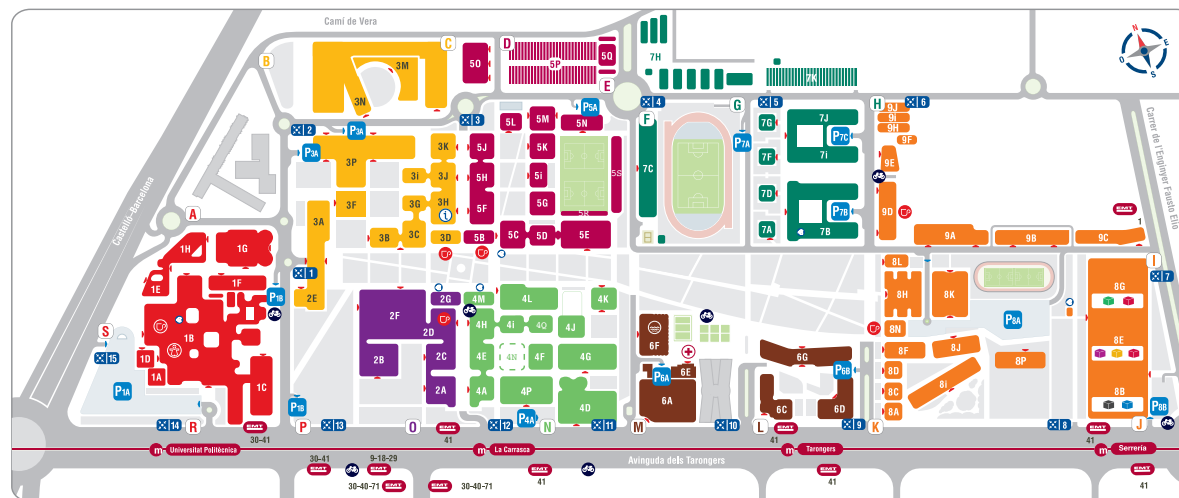 Camí de Vera
B
C
D
E
5O
5P
5Q
7H
7K
N
E
S
O
3M
3N
2
P3A
P3A
3
5L
5M
5N
P5A
4
F
G
P7A
5
7G
7J
P7C
7i
H
6
9J
9i
9H
9F
9E
Carrer de l'Enginyer Fausto Elio
Castelló-Barcelona
3P
3K
5J
5K
7C
7F
3i
3J
5H
5i
5S
7D
3F
3G
3H
i
5F
5G
5R
P7B
9D
EMT
1
A
3A
3B
3C
3D
5B
5C
5D
5E
7A
7B
9A
9B
9C
1H
1G
1E
1F
1
8L
I
7
P1B
2E
2G
4M
4L
4K
8H
8K
8G
P8A
S
15
1B
2F
2D
4H
4i
4O
4J
6F
8N
1D
1A
1C
2B
2C
4E
4N
4F
4G
6E
6G
8F
8J
8P
8E
P1A
P6A
P6B
8D
8i
2A
4A
4P
4D
6A
6C
6D
8C
8A
8B
P1B
P4A
P8B
14
R
EMT
30-41
P
13
O
EMT
41
12
N
11
M
10
L
EMT
41
9
K
8
EMT
41
J
m Universitat Politècnica
m La Carrasca
m Tarongers
m Serrería
Avinguda dels Tarongers
30-41
EMT
9-18-29
EMT
30-40-71
EMT
EMT
30-40-71
EMT
41
EMT
41
EMT
41